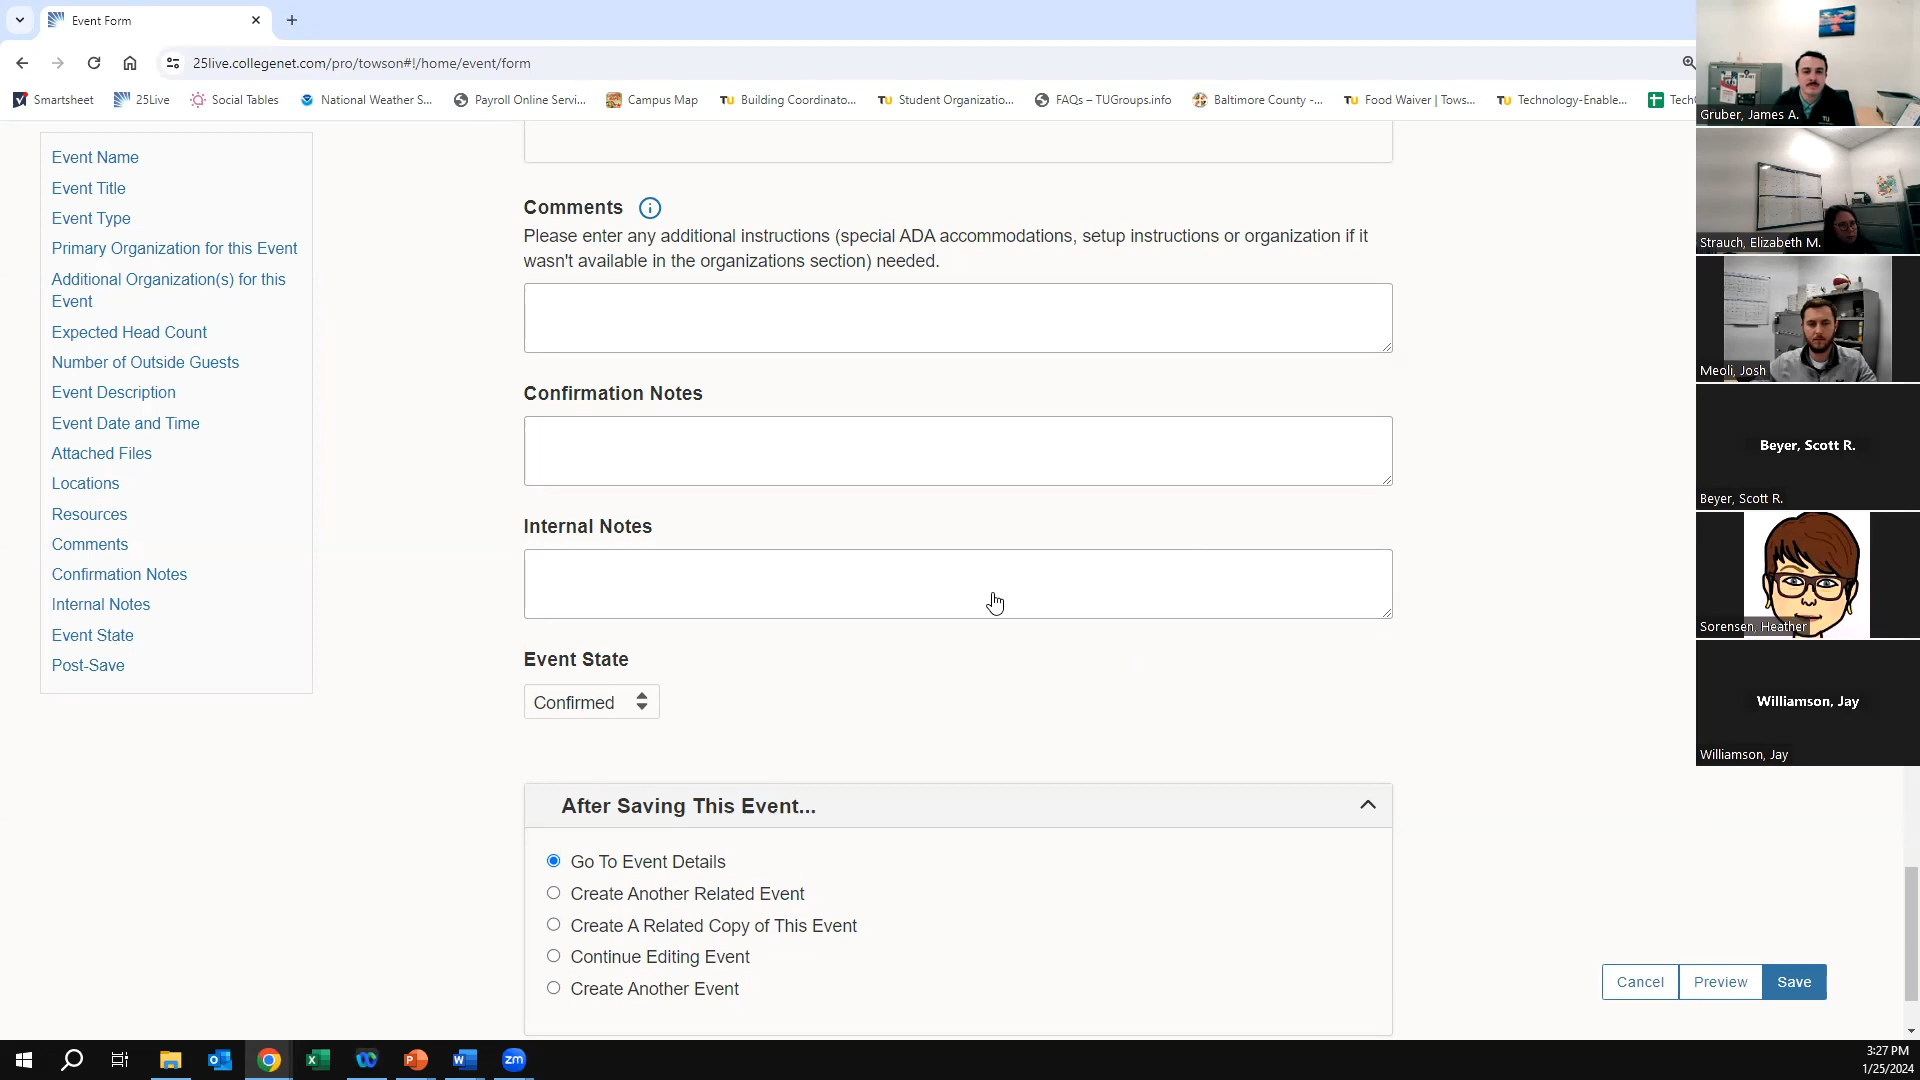 Event Form
25live.collegenet.com/pro/towson#!/home/event/form
Smartsheet
25Live
Social Tables
National Weather S...
Payroll Online Servi...
Campus Map
TU Building Coordinato...
TU Student Organizatio...
FAQs – TUGroups.info
Baltimore County -...
TU Food Waiver | Tows...
TU Technology-Enable...
Event Name
Event Title
Event Type
Primary Organization for this Event
Additional Organization(s) for this
Event
Expected Head Count
Number of Outside Guests
Event Description
Event Date and Time
Attached Files
Locations
Resources
Comments
Confirmation Notes
Internal Notes
Event State
Post-Save
Comments
Please enter any additional instructions (special ADA accommodations, setup instructions or organization if it
wasn't available in the organizations section) needed.
Confirmation Notes
Internal Notes
Event State
Confirmed
After Saving This Event...
Go To Event Details
Create Another Related Event
Create A Related Copy of This Event
Continue Editing Event
Create Another Event
Cancel
Preview
Save
Gruber, James A.
Strauch, Elizabeth M.
Meoli, Josh
Beyer, Scott R.
Beyer, Scott R.
Sorensen, Heather
Williamson, Jay
Williamson, Jay
zm
3:27 PM
1/25/2024